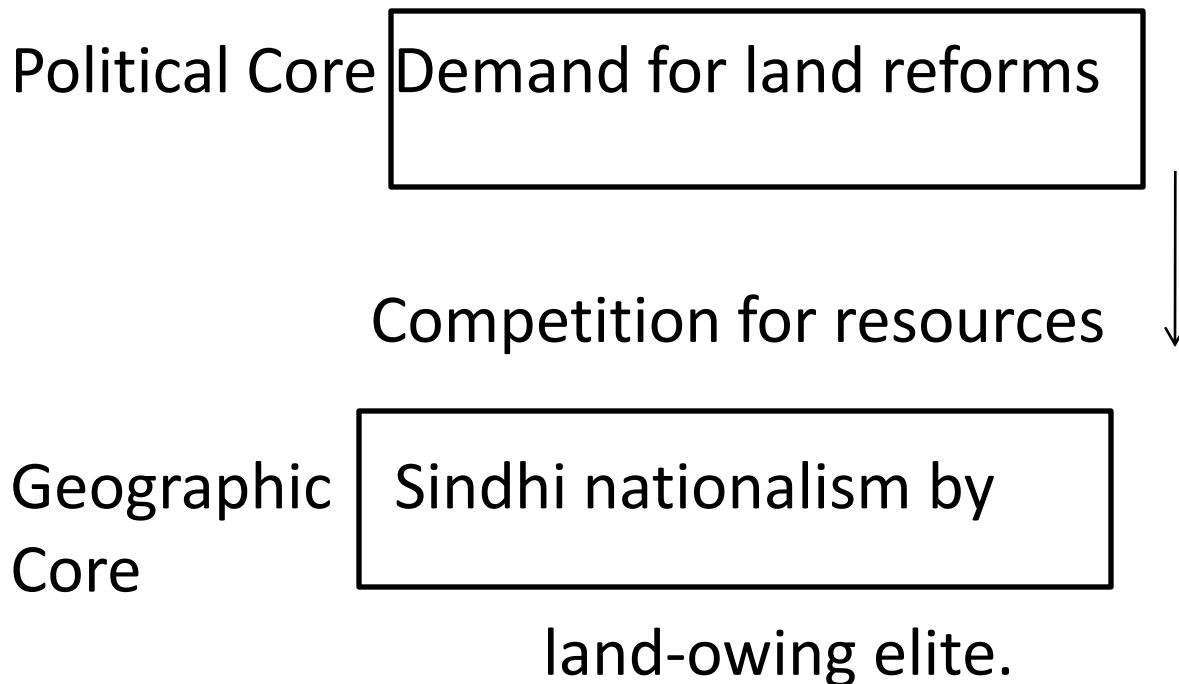 Political Core Demand for land reforms
Competition for resources
Geographic Sindhi nationalism by
Core
land-owing elite.